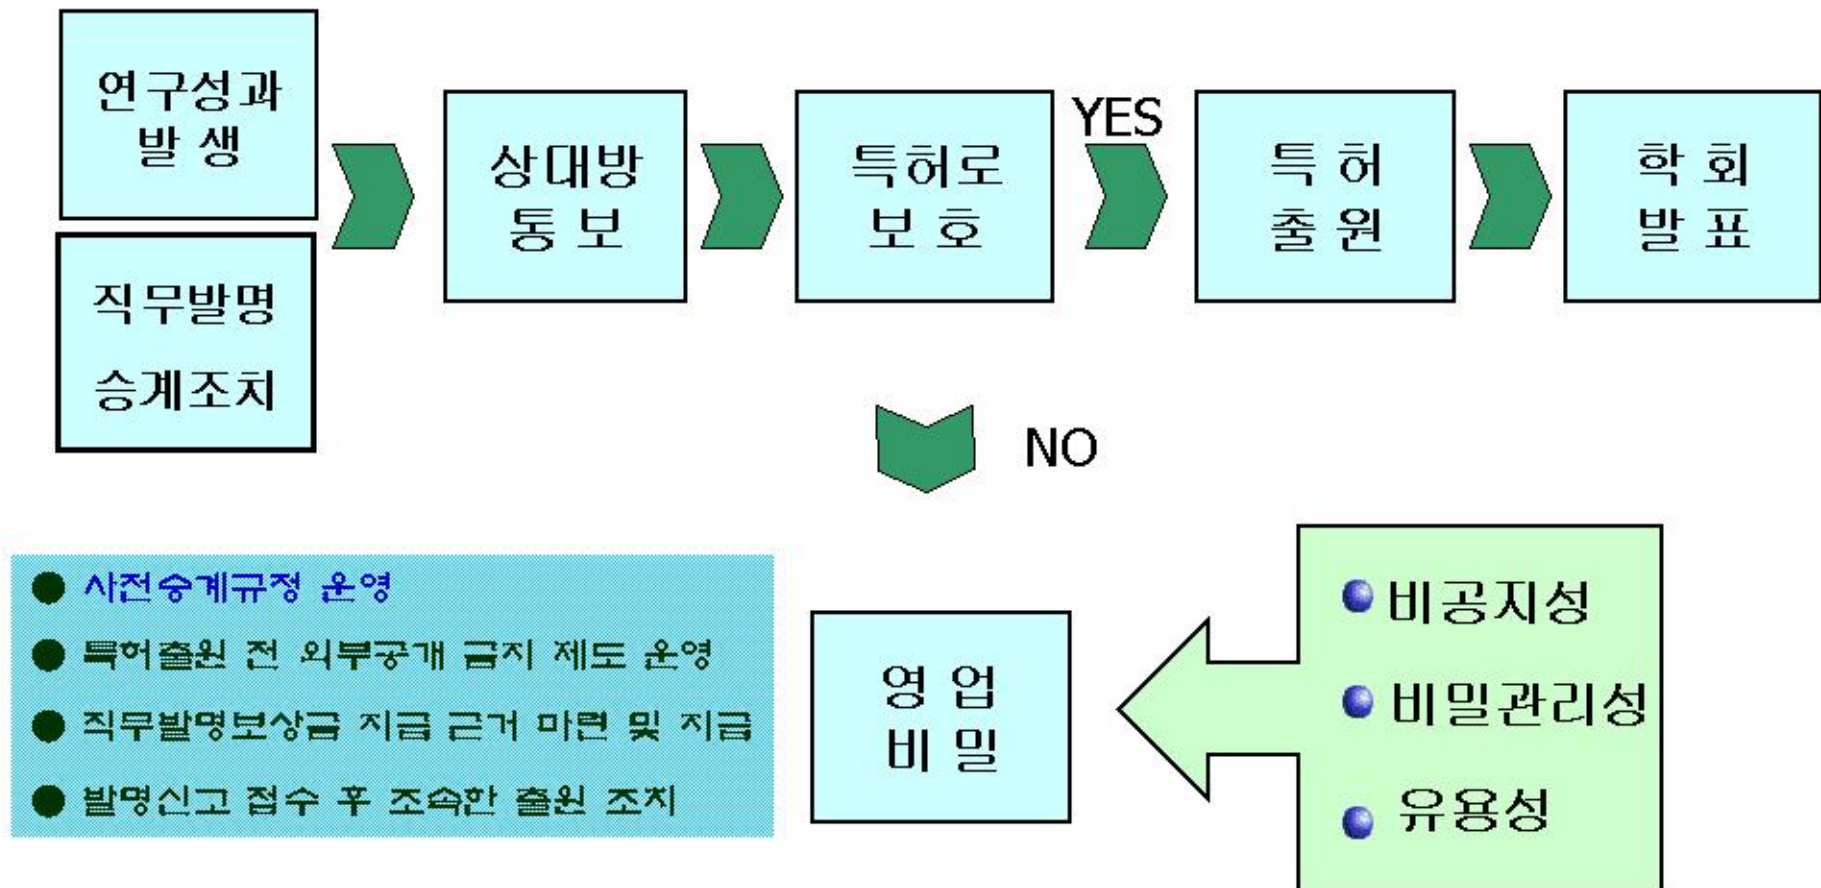 연구성과
발 생
직무발명
승계조치
상대방
통 보
특허로
보 호
YES
특 허
출 원
학 회
발 표
NO
● 사전승계규정 운영
● 특허출원 전 외부공개 금지 제도 운영
● 직무발명보상금 지급 근거 마련 및 지급
● 발명신고 접수 후 조속한 출원 조치
영 업
비 밀
비공지성
비밀관리성
유용성